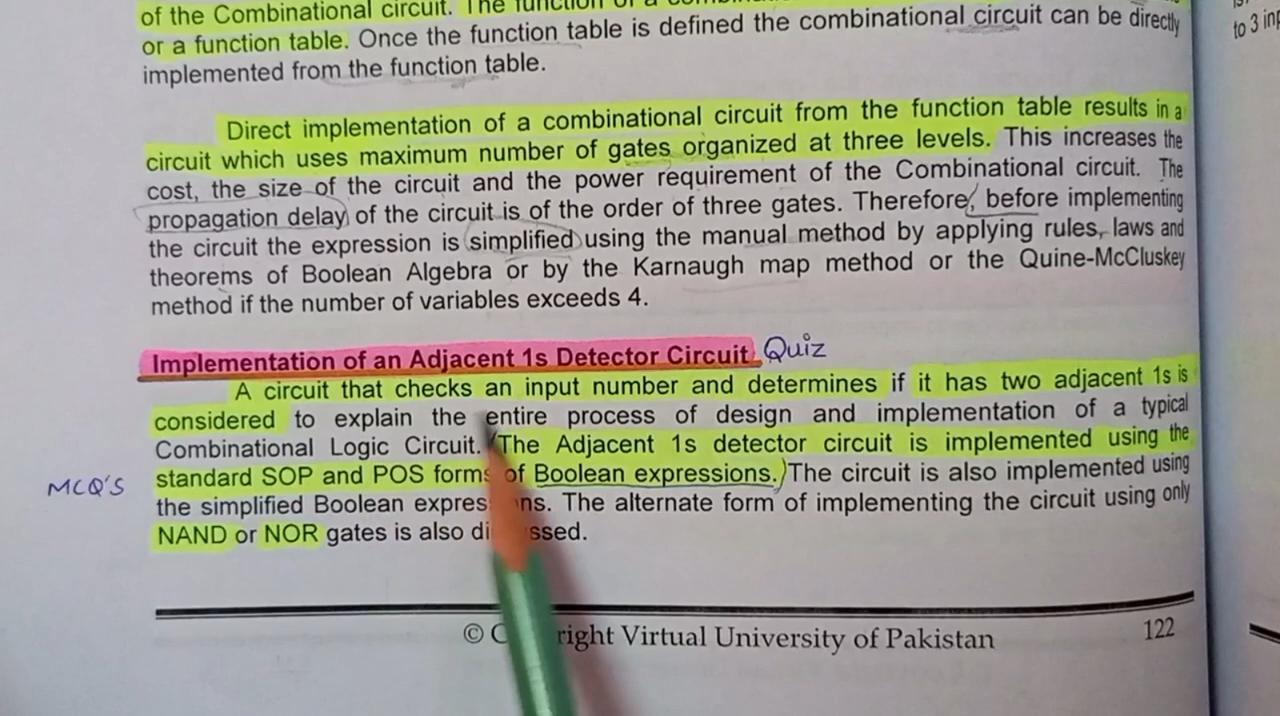 of the Combinational circuit. The function of a
or a function table. Once the function table is defined the combinational circuit can be directly
implemented from the function table.
Direct implementation of a combinational circuit from the function table results in a
circuit which uses maximum number of gates organized at three levels. This increases the
cost, the size of the circuit and the power requirement of the Combinational circuit. The
propagation delay of the circuit is of the order of three gates. Therefore, before implementing
the circuit the expression is simplified using the manual method by applying rules, laws and
theorems of Boolean Algebra or by the Karnaugh map method or the Quine-McCluskey
method if the number of variables exceeds 4.
Implementation of an Adjacent 1s Detector Circuit Quiz
A circuit that checks an input number and determines if it has two adjacent 1s is
considered to explain the entire process of design and implementation of a typical
Combinational Logic Circuit. The Adjacent 1s detector circuit is implemented using the
MCQ'S standard SOP and POS forms of Boolean expressions. The circuit is also implemented using
the simplified Boolean expres ns. The alternate form of implementing the circuit using only
NAND or NOR gates is also di ssed.
© C right Virtual University of Pakistan 122
to 3